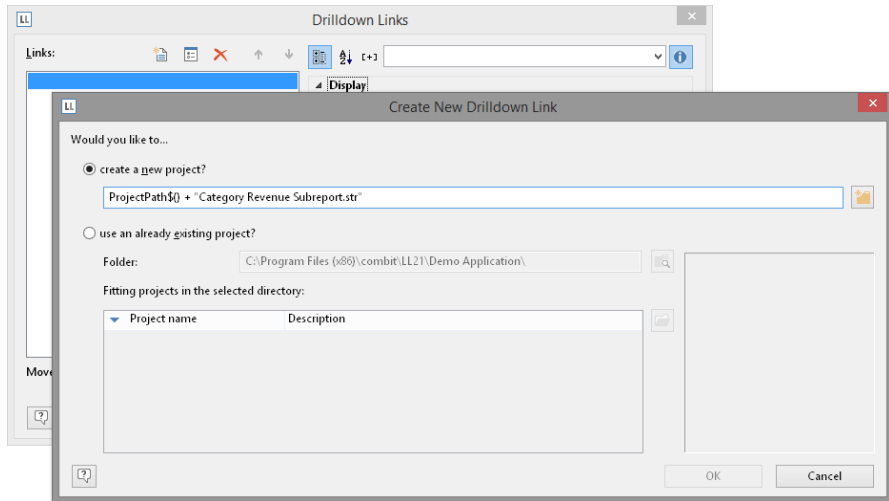 LL Drilldown Links
Links:
[+]
Display
LL Create New Drilldown Link
Would you like to...
create a new project?
ProjectPath$() + "Category Revenue Subreport.str"
use an already existing project?
Folder: C:\Program Files (x86)\combit\LL21\Demo Application\
Fitting projects in the selected directory:
Project name Description
Move
OK Cancel